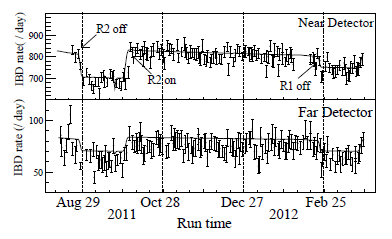 R2 off
Near Detector
IBD rate( / day)
900
800
700
R2 on
R1 off
Far Detector
IBD rate (/ day)
100
50
Aug 29 Oct 28 Dec 27 Feb 25
2011 2012
Run time